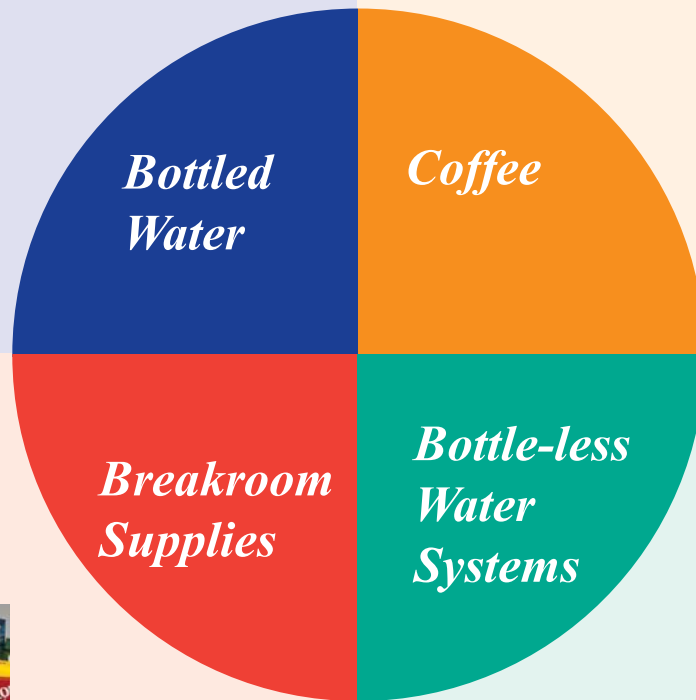 Bottled
Water
Coffee
Breakroom
Supplies
Bottle-less
Water
Systems